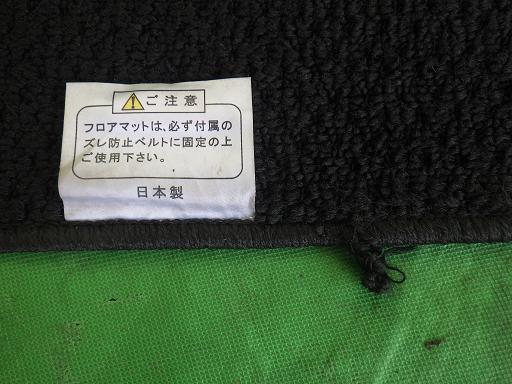 ご注意
フロアマットは、必ず付属の
ズレ防止ベルトに固定の上
ご使用下さい。
日本製